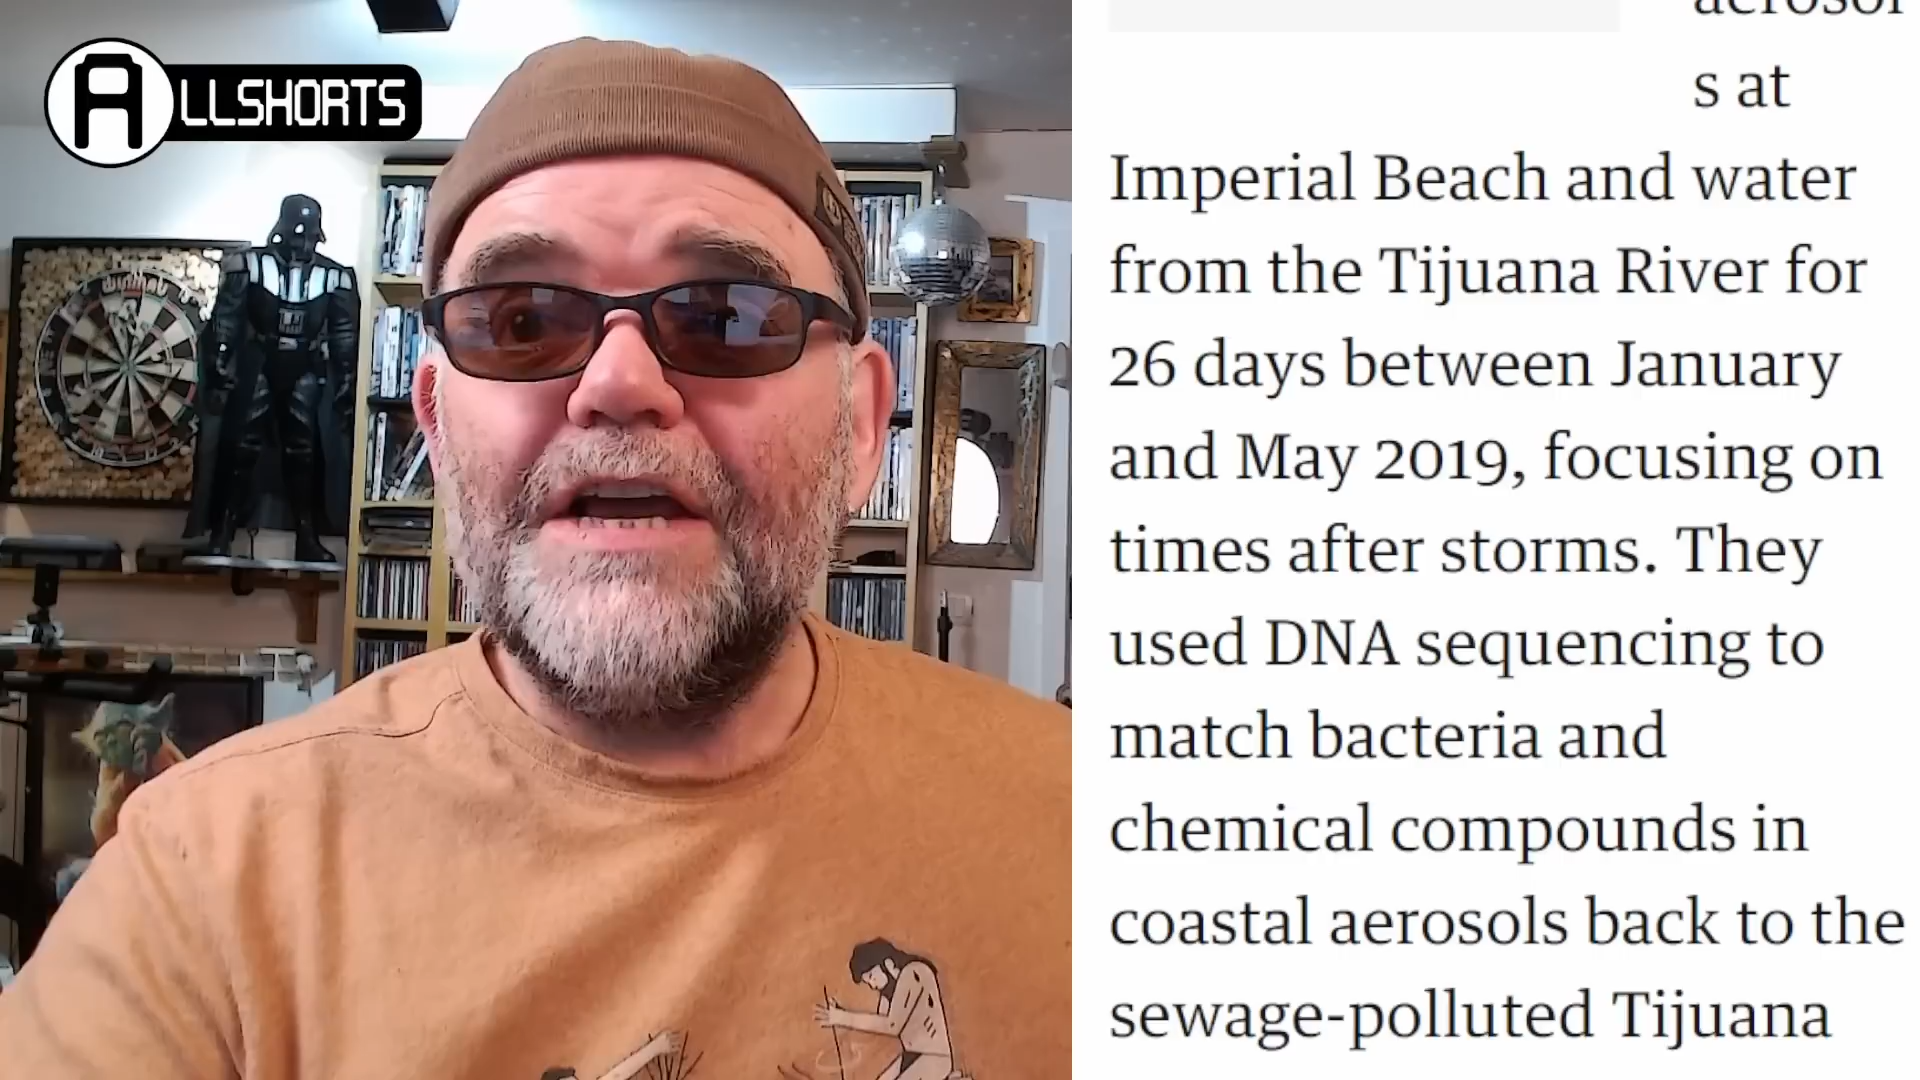 ALLSHORTS
aerosol
s at
Imperial Beach and water
from the Tijuana River for
26 days between January
and May 2019, focusing on
times after storms. They
used DNA sequencing to
match bacteria and
chemical compounds in
coastal aerosols back to the
sewage-polluted Tijuana